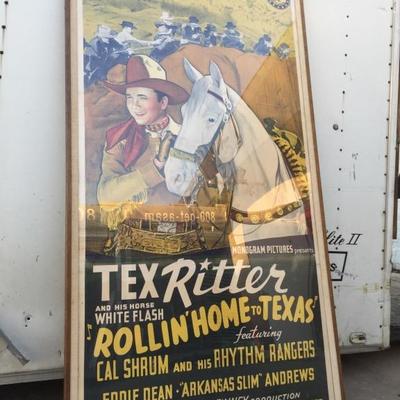 MONOGRAM PICTURES presents
TEX Ritter
AND HIS HORSE
WHITE FLASH
ROLLIN' HOME TO TEXAS
featuring
CAL SHRUM AND HIS RHYTHM RANGERS
EDDIE DEAN · "ARKANSAS SLIM" ANDREWS
PRODUCTION